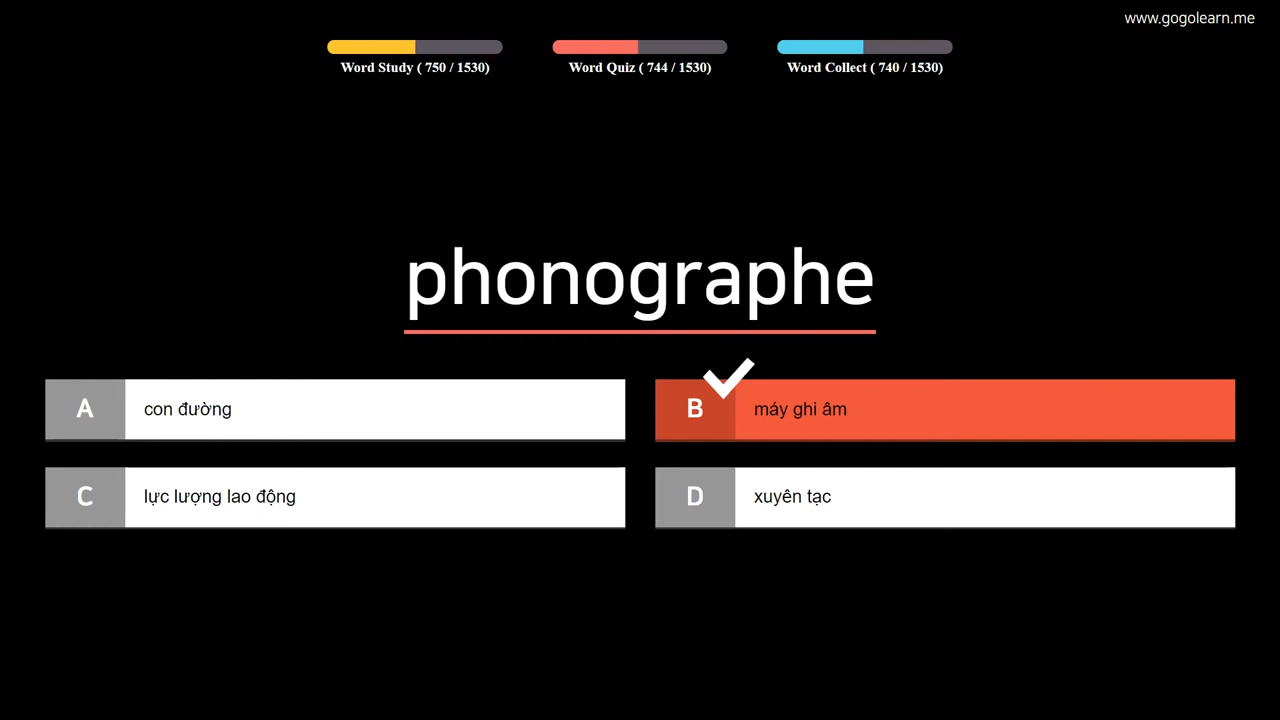 www.gogolearn.me
Word Study ( 750 / 1530)
Word Quiz ( 744 / 1530)
Word Collect ( 740 / 1530)
phonographe
A con đường
B máy ghi âm
C lực lượng lao động
D xuyên tạc